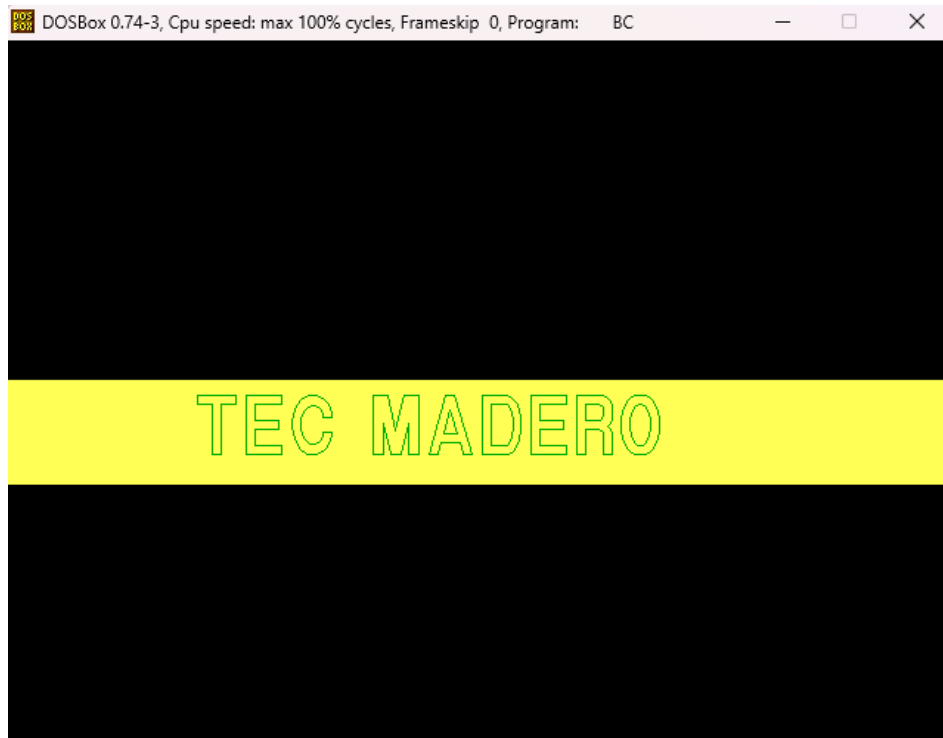 DOSBox 0.74-3, Cpu speed: max 100% cycles, Frameskip 0, Program: BC
TEC MADERO